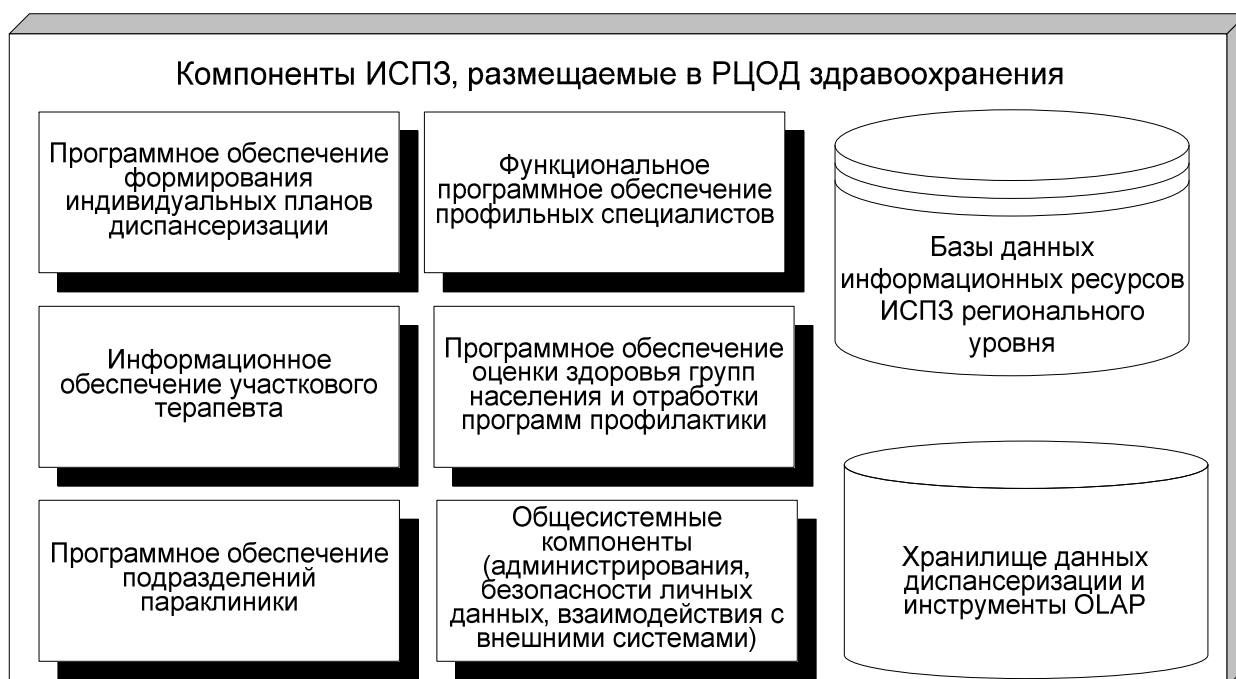 Компоненты ИСПЗ, размещаемые в РЦОД здравоохранения
Программное обеспечение
формирования
индивидуальных планов
диспансеризации
Функциональное
программное обеспечение
профильных специалистов
Базы данных
информационных ресурсов
ИСПЗ регионального
уровня
Информационное
обеспечение участкового
терапевта
Программное обеспечение
оценки здоровья групп
населения и отработки
программ профилактики
Программное обеспечение
подразделений
параклиники
Общесистемные
компоненты
(администрирования,
безопасности личных
данных, взаимодействия с
внешними системами)
Хранилище данных
диспансеризации и
инструменты OLAP